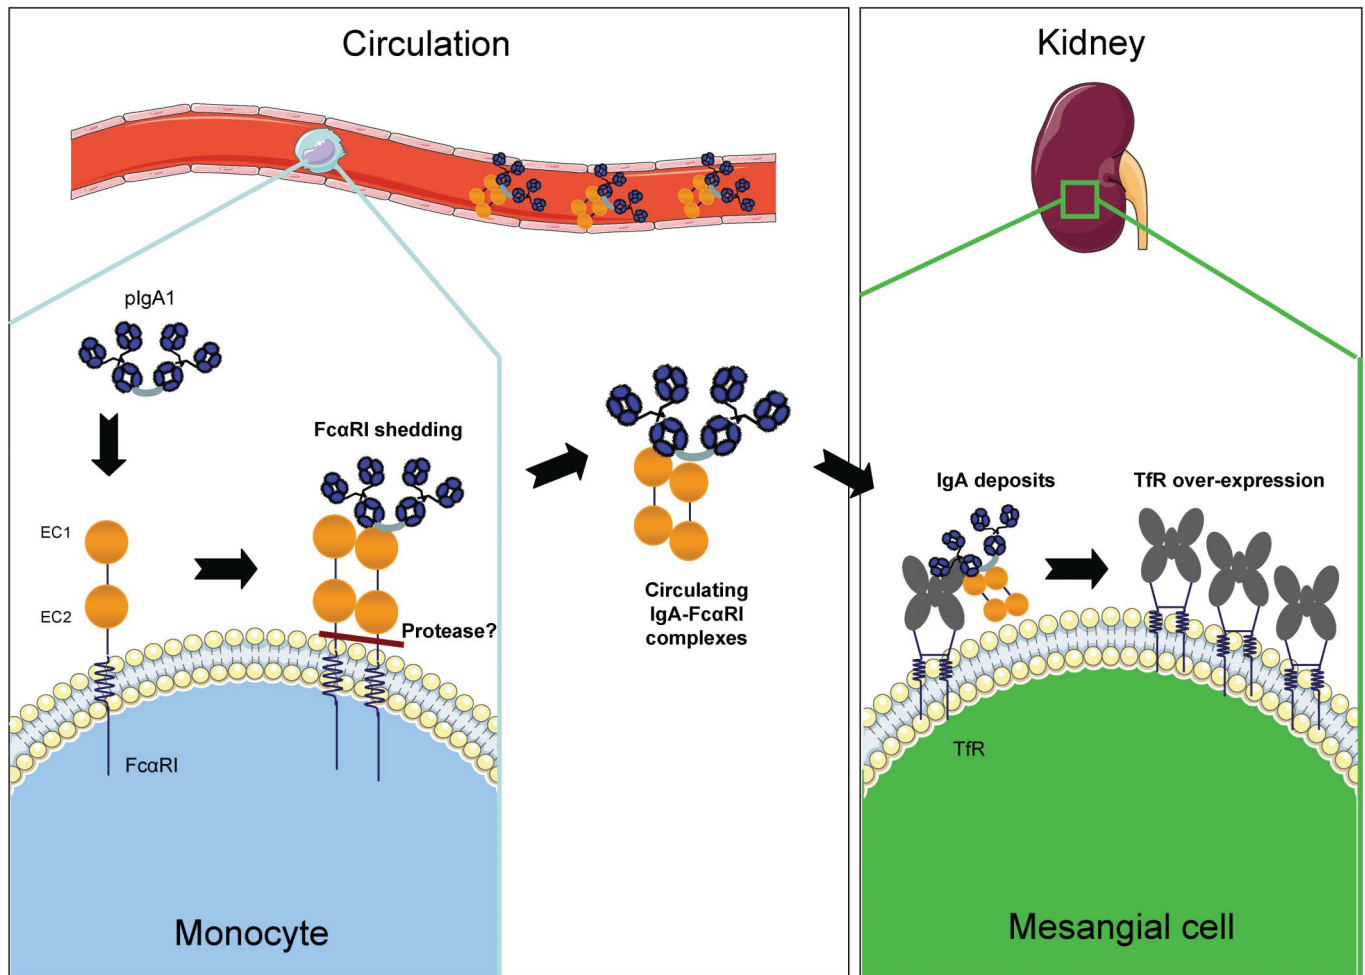 Circulation
Kidney
pIgA1
FcαRI shedding
EC1
EC2
Protease?
FcαRI
Monocyte
Circulating
IgA-FcαRI
complexes
IgA deposits
TfR over-expression
TfR
Mesangial cell